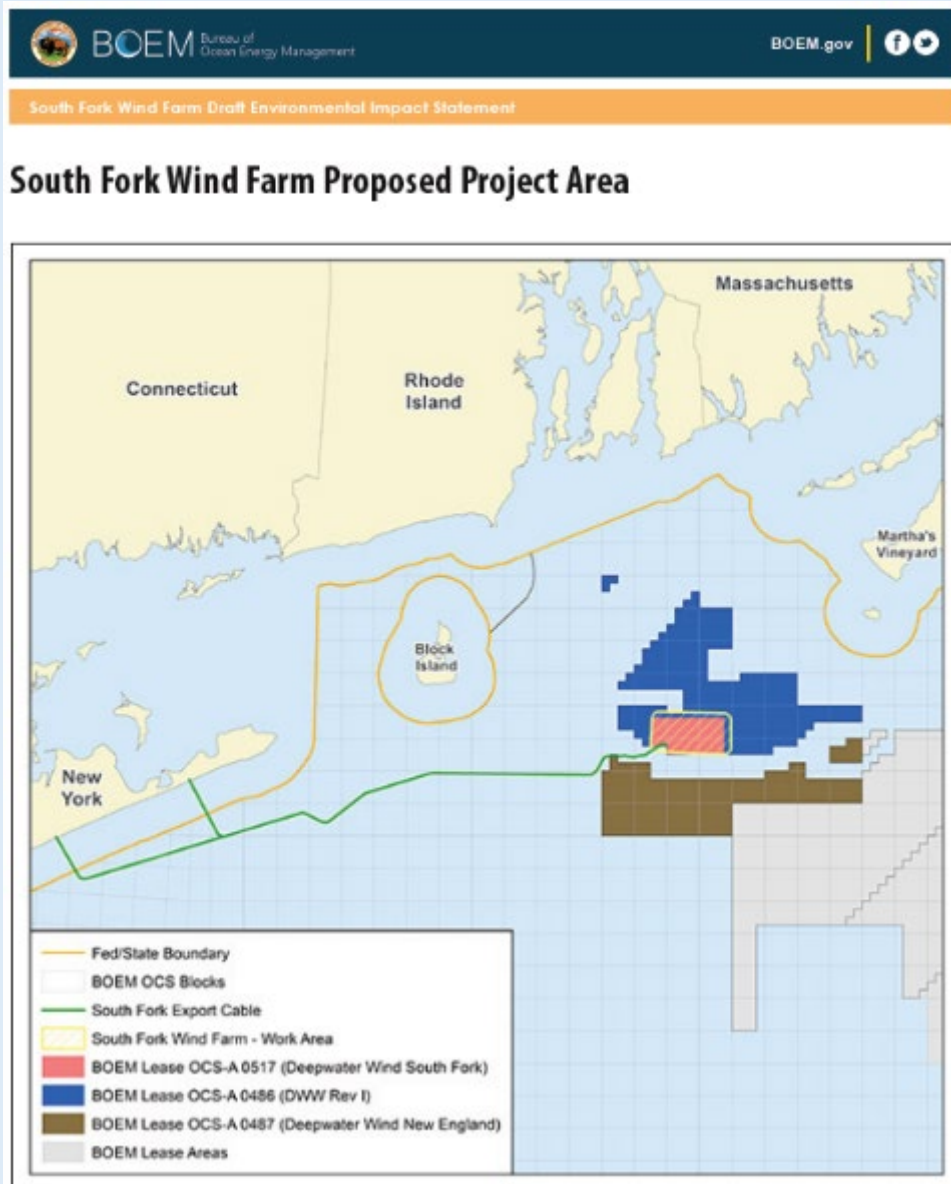 BOEM Bureau of
Ocean Energy Management
BOEM.gov
South Fork Wind Farm Draft Environmental Impact Statement
South Fork Wind Farm Proposed Project Area
Massachusetts
Connecticut
Rhode
Island
Martha's
Vineyard
Block
Island
New
York
Fed/State Boundary
BOEM OCS Blocks
South Fork Export Cable
South Fork Wind Farm - Work Area
BOEM Lease OCS-A 0517 (Deepwater Wind South Fork)
BOEM Lease OCS-A 0486 (DWW Rev I)
BOEM Lease OCS-A 0487 (Deepwater Wind New England)
BOEM Lease Areas